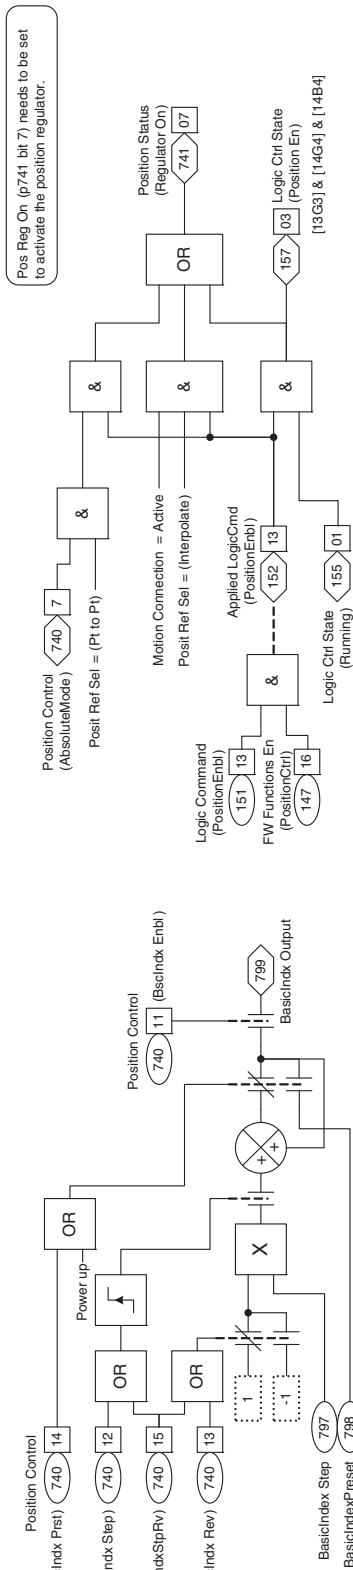 Position Control
Indx Prst) 740 14
OR
Power up
Indx Step) 740 12
OR
IndxStpRv) 740 15
OR
Indx Rev) 740 13
1
-1
X
+
+
BasicIndex Step 797
BasicIndexPreset 798
Position Control
740 11 (BscIndx Enbl)
799
BasicIndx Output
Position Control
(AbsoluteMode)
740 7
Posit Ref Sel = (Pt to Pt)
&
&
Motion Connection = Active
Posit Ref Sel = (Interpolate)
&
OR
Position Status
(Regulator On)
741 07
Logic Command
(PositionEnbl)
151 13
FW Functions En
(PositionCtrl)
147 16
&
Applied LogicCmd
(PositionEnbl)
152 13
Logic Ctrl State
(Running)
155 01
&
157 03
Logic Ctrl State
(Position En)
[13G3] & [14G4] & [14B4]
Pos Reg On (p741 bit 7) needs to be set
to activate the position regulator.